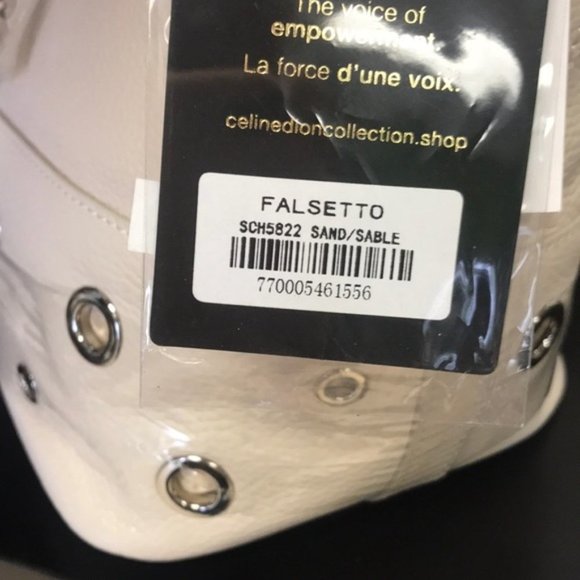 The voice of
empowerment.
La force d'une voix.
celinedioncollection.shop
FALSETTO
SCH5822 SAND/SABLE
770005461556